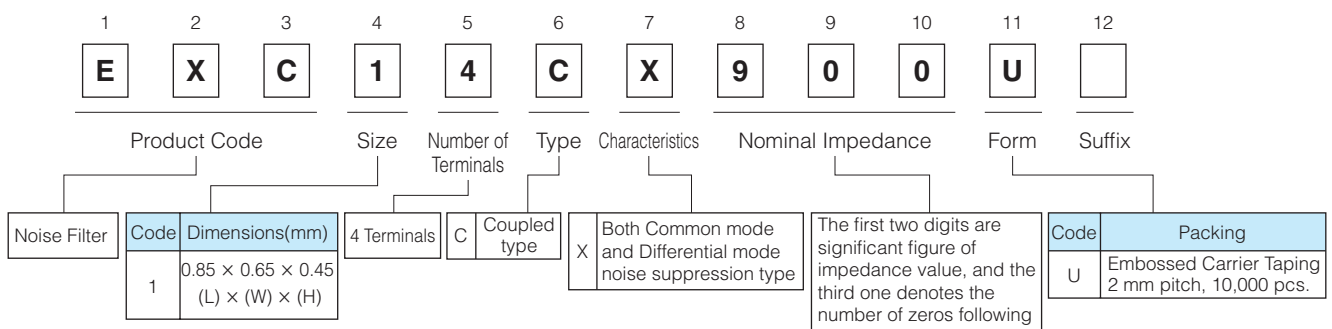 1 2 3 4 5 6 7 8 9 10 11 12
E X C 1 4 C X 9 0 0 U
Product Code Size Number of Terminals Type Characteristics Nominal Impedance Form Suffix
Noise Filter
Code Dimensions(mm)
1 0.85 × 0.65 × 0.45
(L) × (W) × (H)
4 Terminals
C Coupled
type
X Both Common mode
and Differential mode
noise suppression type
The first two digits are
significant figure of
impedance value, and the
third one denotes the
number of zeros following
Code Packing
U Embossed Carrier Taping
2 mm pitch, 10,000 pcs.